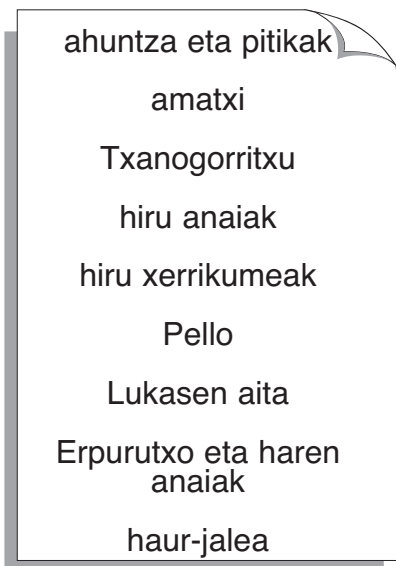 ahuntza eta pitikak
amatxi
Txanogorritxu
hiru anaiak
hiru xerrikumeak
Pello
Lukasen aita
Erpurutxo eta haren
anaiak
haur-jalea